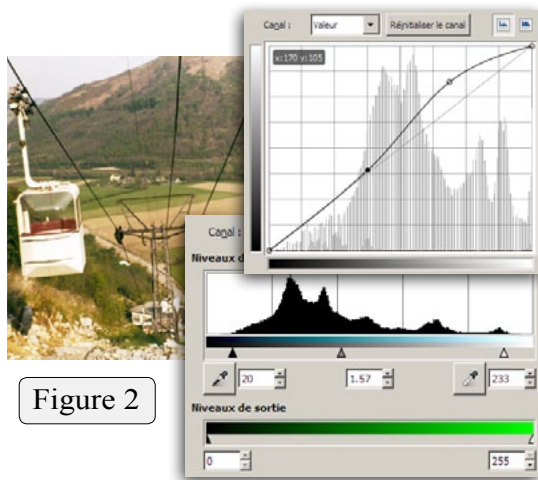 Canal : Valeur Réinitialiser le canal
x:170 y:105
Canal :
Niveaux d
20 1.57 233
Niveaux de sortie
0 255
Figure 2